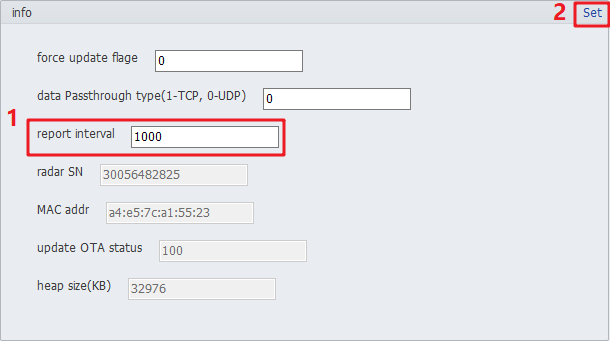 info 2 Set
force update flage 0
data Passthrough type(1-TCP, 0-UDP) 0
1
report interval 1000
radar SN 30056482825
MAC addr a4:e5:7c:a1:55:23
update OTA status 100
heap size(KB) 32976